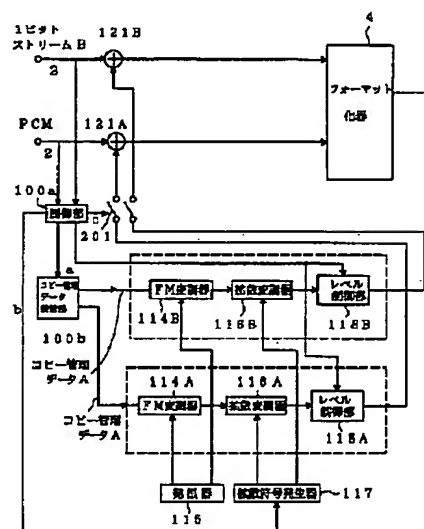 1ビット
ストリームB
2
121B
4
フォーマット
化器
PCM
2
121A
100a
制御部
201
a
コピー管理
データ
100b
b
FM変調器
114B
拡散変調器
116B
レベル
制御部
118B
コピー管理
データA
コピー管理
データA
114A
FM変調器
116A
拡散変調器
レベル
制御部
118A
発振器
115
拡散符号発生器
117